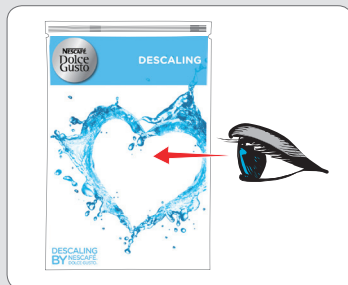 NESCAFÉ
Dolce
Gusto
DESCALING
DESCALING
BY NESCAFÉ
DOLCE GUSTO